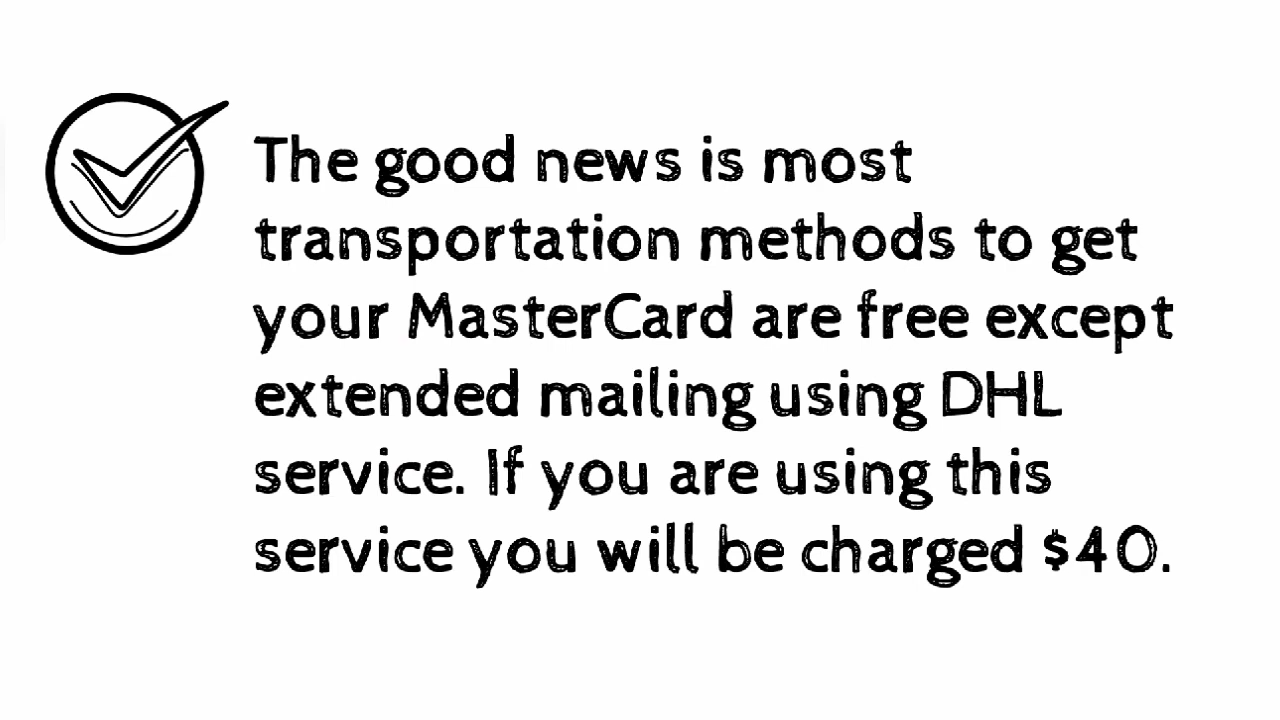 The good news is most
transportation methods to get
your MasterCard are free except
extended mailing using DHL
service. If you are using this
service you will be charged $40.